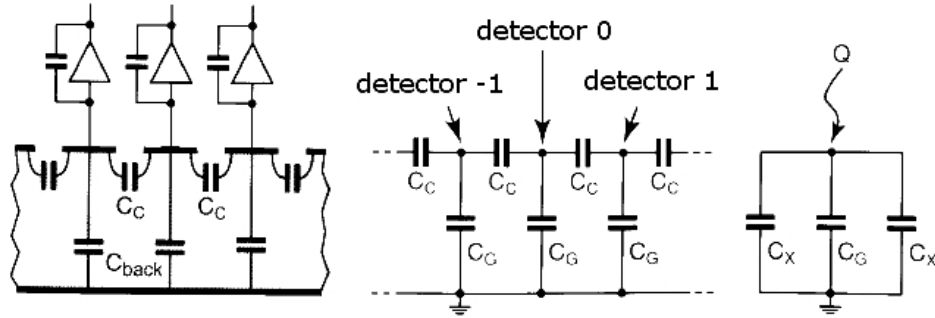 detector 0
detector -1
detector 1
Q
C_C C_C
C_back
C_C C_C C_C C_C
C_G C_G C_G
C_X C_G C_X